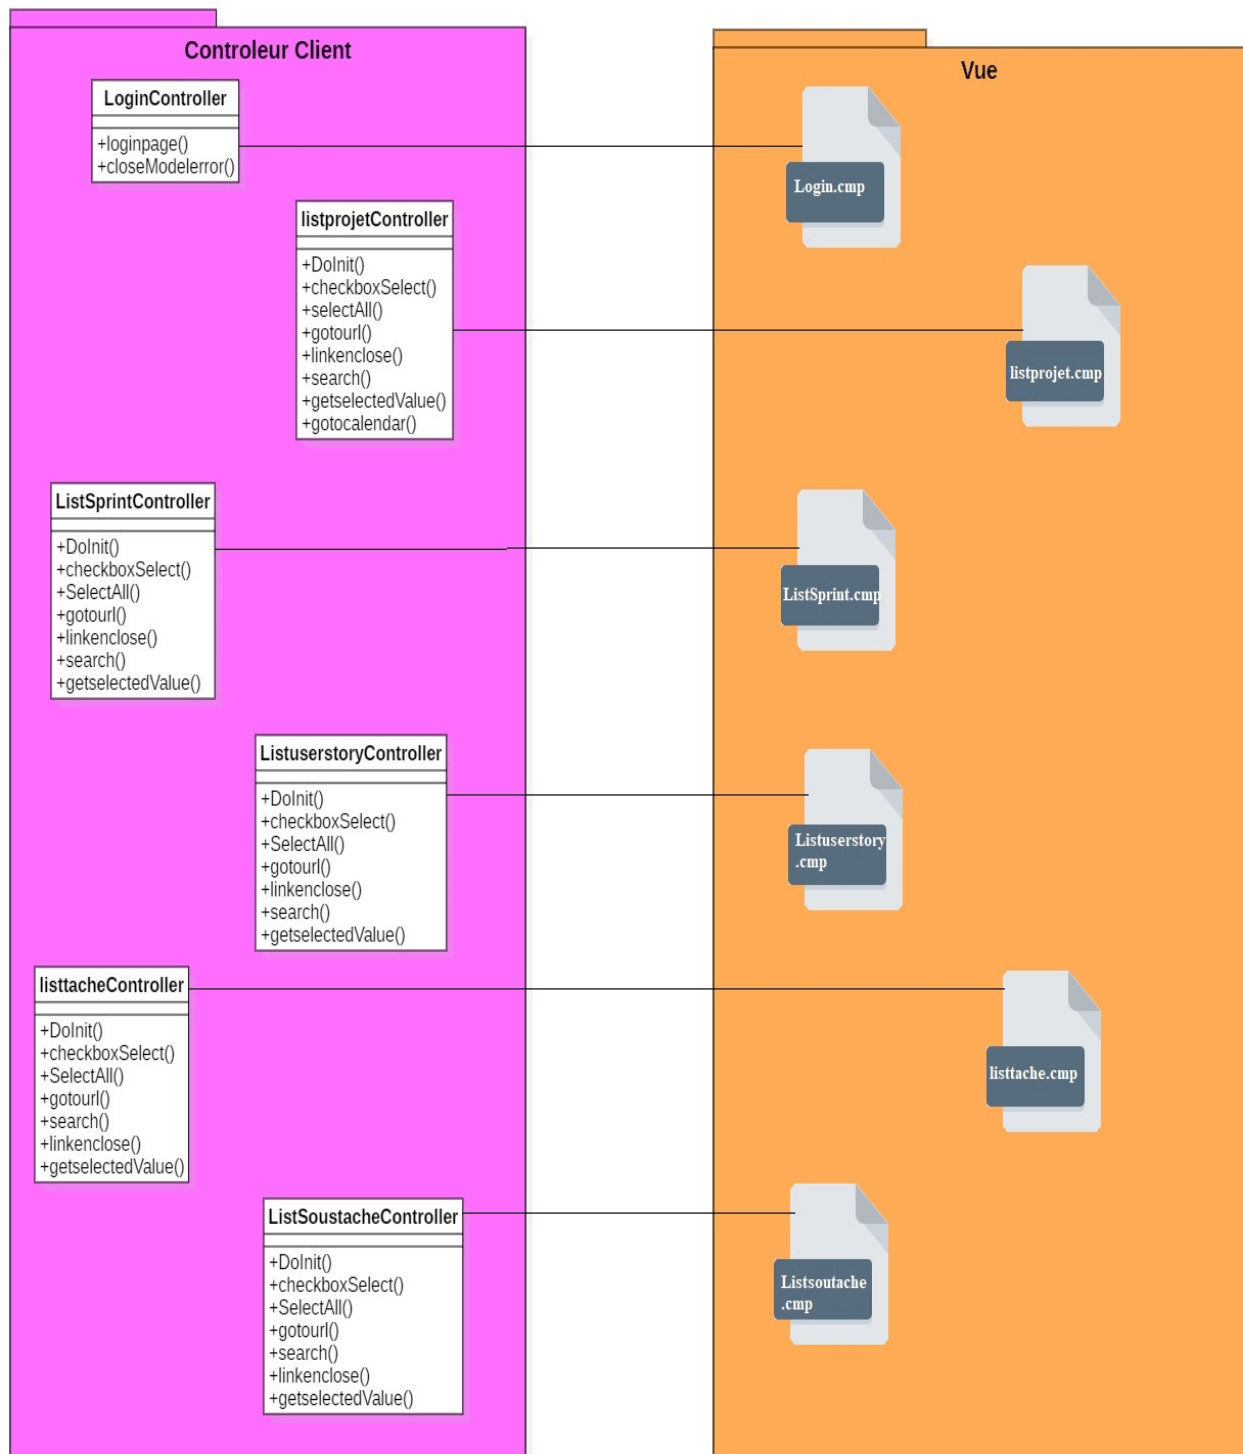 Controleur Client
LoginController
+loginpage()
+closeModelerror()
listprojetController
+DoInit()
+checkboxSelect()
+selectAll()
+gotourl()
+linkenclose()
+search()
+getselectedValue()
+gotocalendar()
ListSprintController
+DoInit()
+checkboxSelect()
+SelectAll()
+gotourl()
+linkenclose()
+search()
+getselectedValue()
ListuserstoryController
+DoInit()
+checkboxSelect()
+SelectAll()
+gotourl()
+linkenclose()
+search()
+getselectedValue()
listtacheController
+DoInit()
+checkboxSelect()
+SelectAll()
+gotourl()
+search()
+linkenclose()
+getselectedValue()
ListSoustacheController
+DoInit()
+checkboxSelect()
+SelectAll()
+gotourl()
+search()
+linkenclose()
+getselectedValue()
Vue
Login.cmp
listprojet.cmp
ListSprint.cmp
Listuserstory
.cmp
listtache.cmp
Listsoutache
.cmp